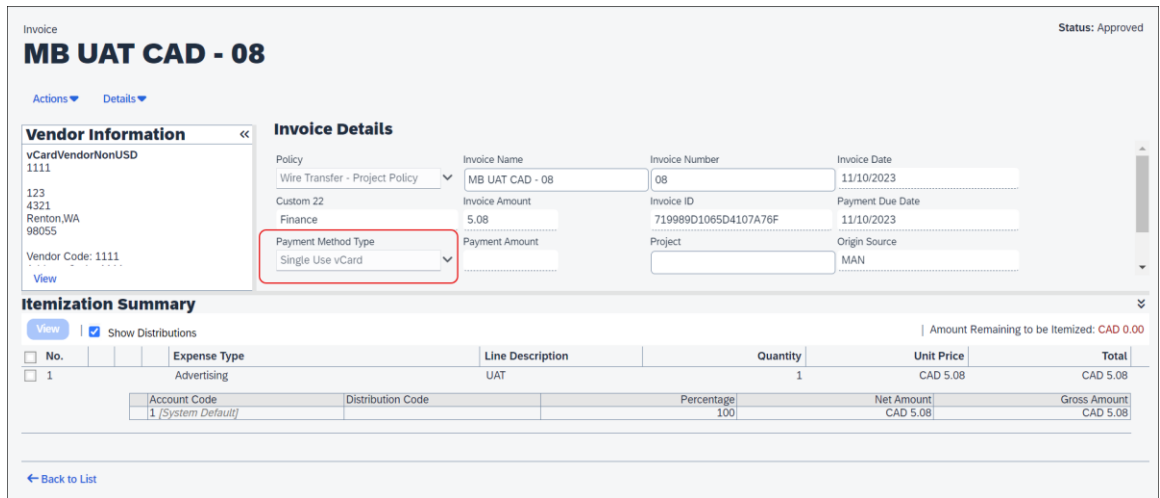 Invoice
Status: Approved
MB UAT CAD - 08
Actions Details
Vendor Information «
vCardVendorNonUSD
1111
123
4321
Renton,WA
98055
Vendor Code: 1111
View
Invoice Details
Policy Invoice Name Invoice Number Invoice Date
Wire Transfer - Project Policy MB UAT CAD - 08 08 11/10/2023
Custom 22 Invoice Amount Invoice ID Payment Due Date
Finance 5.08 719989D1065D4107A76F 11/10/2023
Payment Method Type Payment Amount Project Origin Source
Single Use vCard MAN
Itemization Summary
View | Show Distributions | Amount Remaining to be Itemized: CAD 0.00
No. Expense Type Line Description Quantity Unit Price Total
1 Advertising UAT 1 CAD 5.08 CAD 5.08
Account Code Distribution Code Percentage Net Amount Gross Amount
1 [System Default] 100 CAD 5.08 CAD 5.08
← Back to List